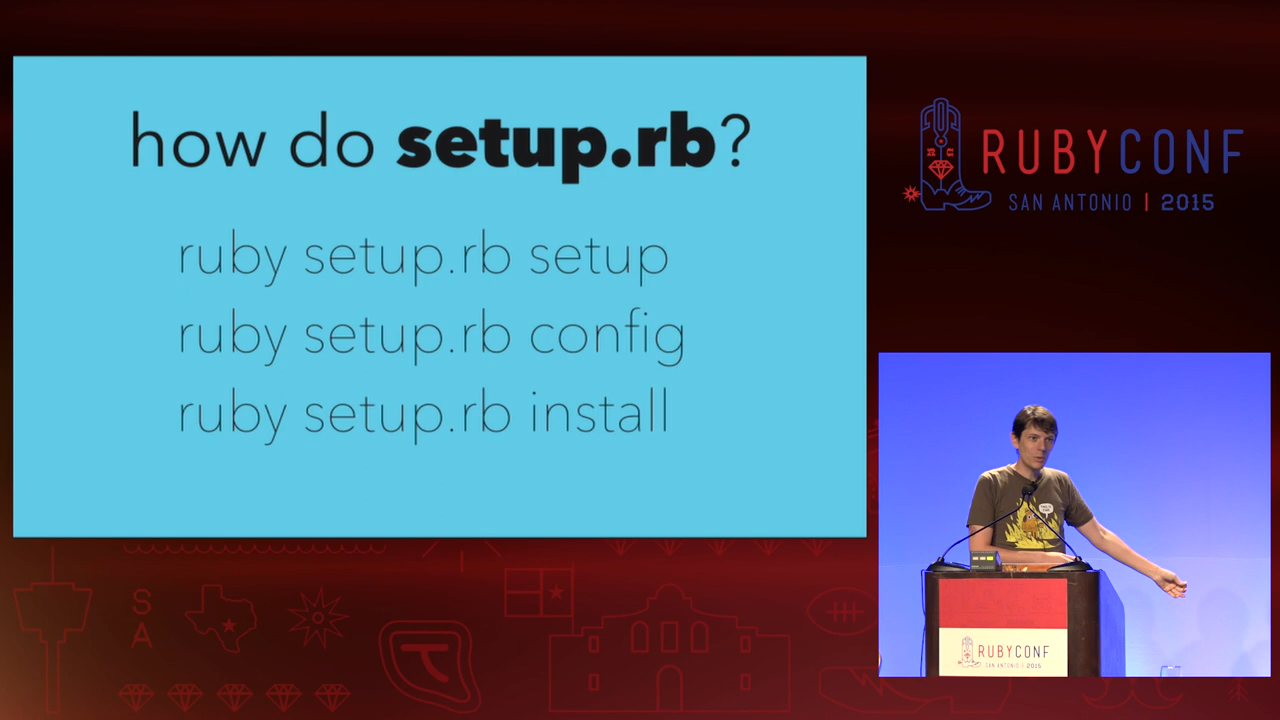 how do setup.rb?
ruby setup.rb setup
ruby setup.rb config
ruby setup.rb install
RUBYCONF
SAN ANTONIO | 2015
S
A
RUBYCONF
SAN ANTONIO | 2015